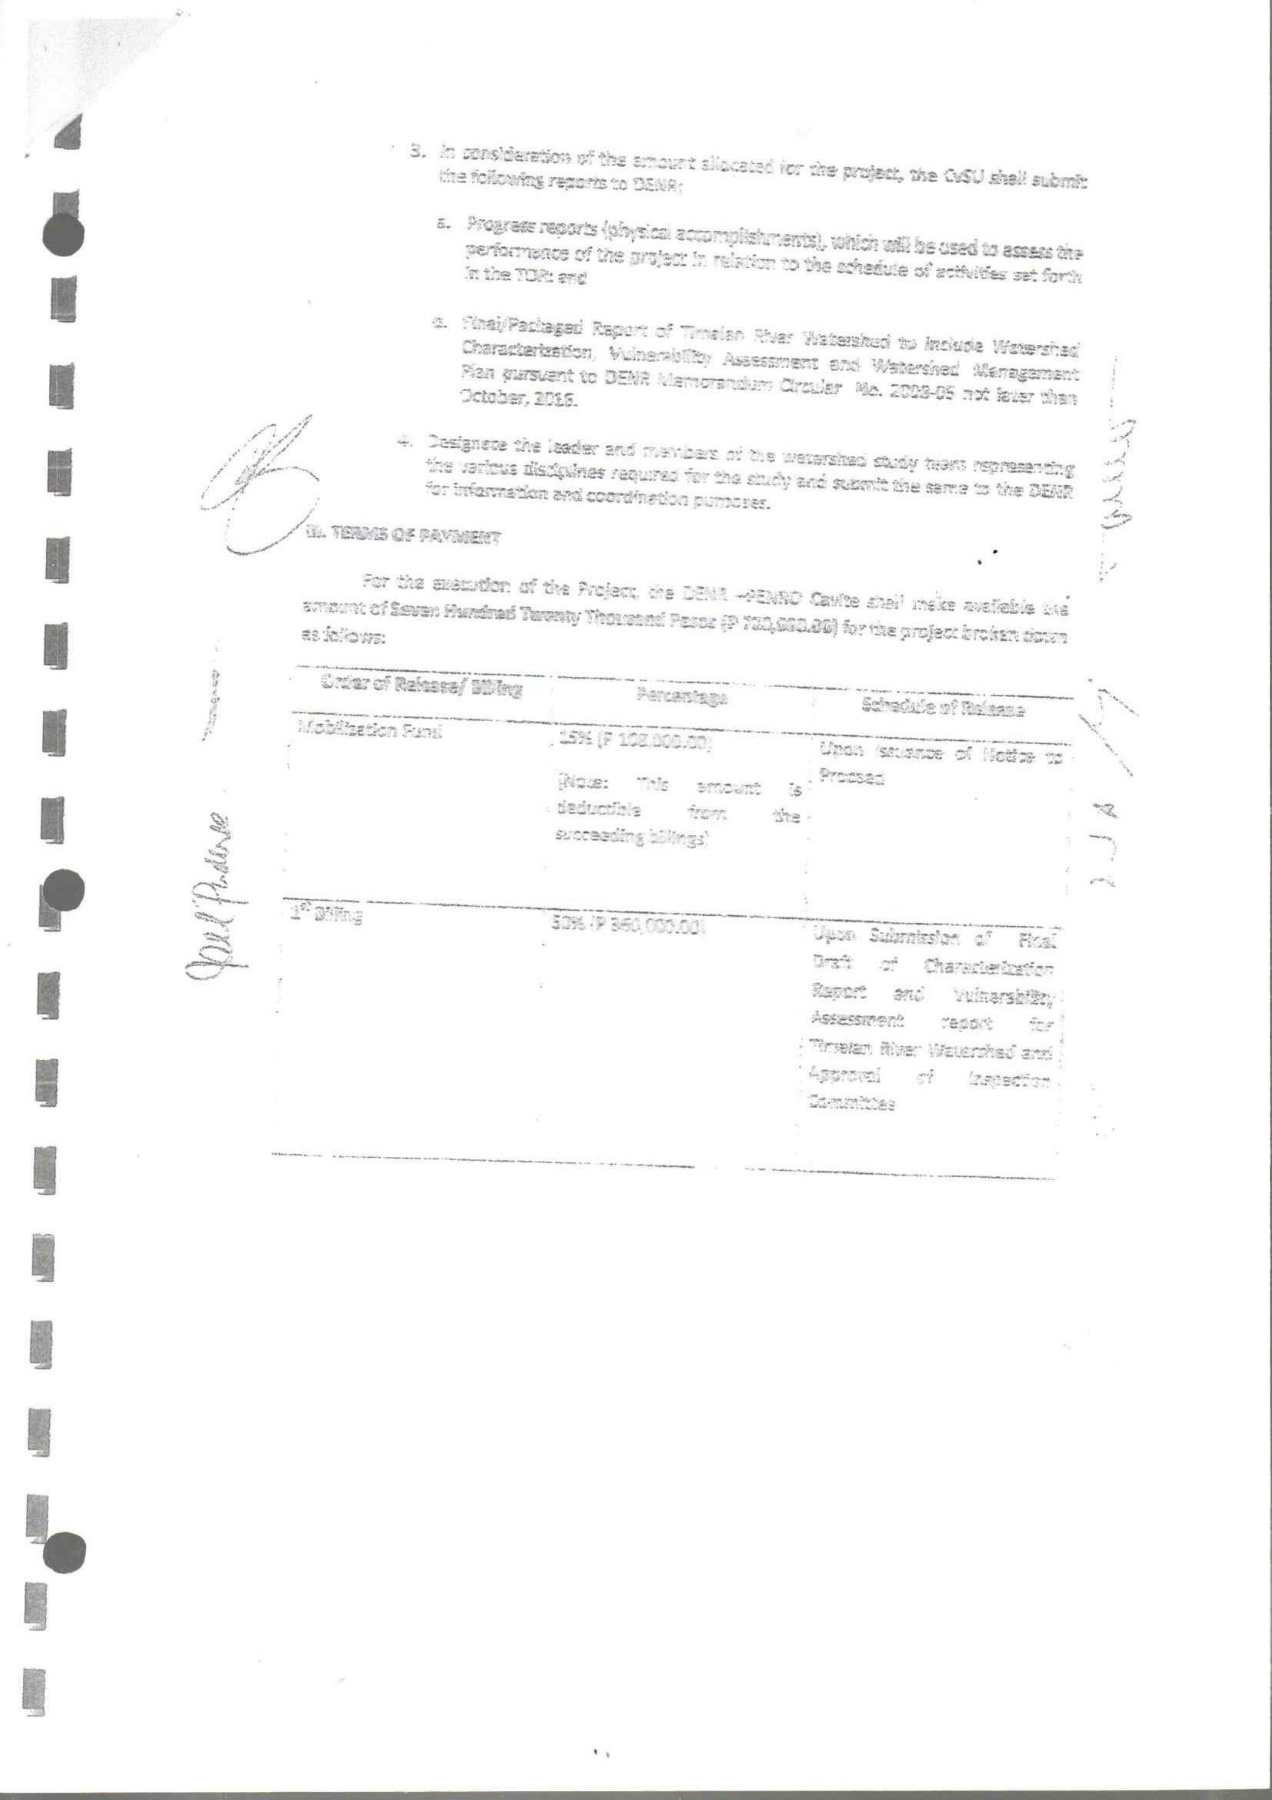 3. In consideration of the amount allocated for the project, the CvSU shall submit
the following reports to DENR:
a. Progress reports (physical accomplishments), which will be used to assess the
performance of the project in relation to the schedule of activities set forth
in the TOR; and
Final/Packaged Report of Timalan River Watershed to include Watershed
Characterization, Vulnerability Assessment and Watershed Management
Plan pursuant to DENR Memorandum Circular No. 2008-05 not later than
October, 2016.
4. Designate the leader and members of the watershed study team representing
the various disciplines required for the study and submit the same to the DENR
for information and coordination purposes.
III. TERMS OF PAYMENT
For the execution of the Project, the DENR –PENRO Cavite shall make available the
amount of Seven Hundred Twenty Thousand Pesos (P 720,000.00) for the project broken down
as follows:
Order of Release/ Billing Percentage Schedule of Release
Mobilization Fund 15% (P 108,000.00) Upon Issuance of Notice to
Proceed
(Note: This amount is
deductible from the
succeeding billings)
1st Billing 50% (P 360,000.00) Upon Submission of Final
Draft of Characterization
Report and Vulnerability
Assessment report for
Timalan River Watershed and
Approval of Inspection
Committee